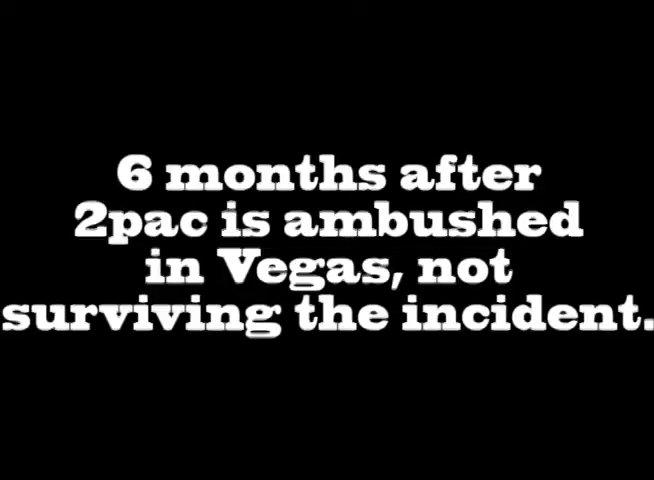 6 months after
2pac is ambushed
in Vegas, not
surviving the incident.